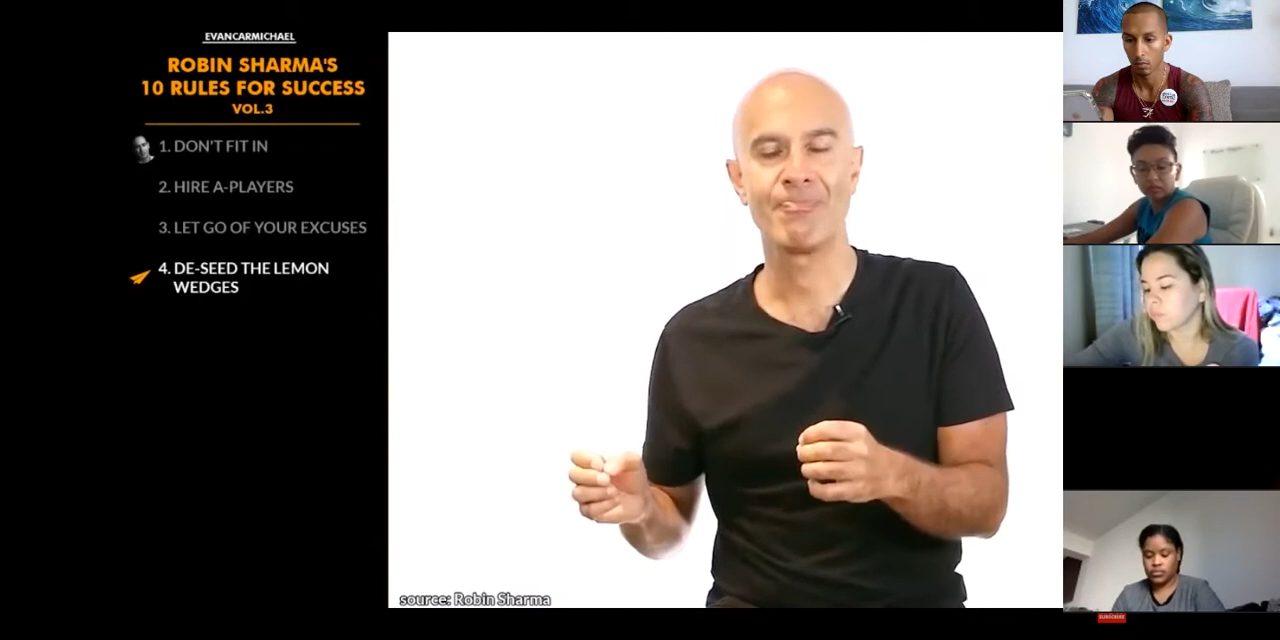 EVANCARMICHAEL
ROBIN SHARMA'S
10 RULES FOR SUCCESS
VOL.3
1. DON'T FIT IN
2. HIRE A-PLAYERS
3. LET GO OF YOUR EXCUSES
4. DE-SEED THE LEMON
WEDGES
source: Robin Sharma
SUBSCRIBE